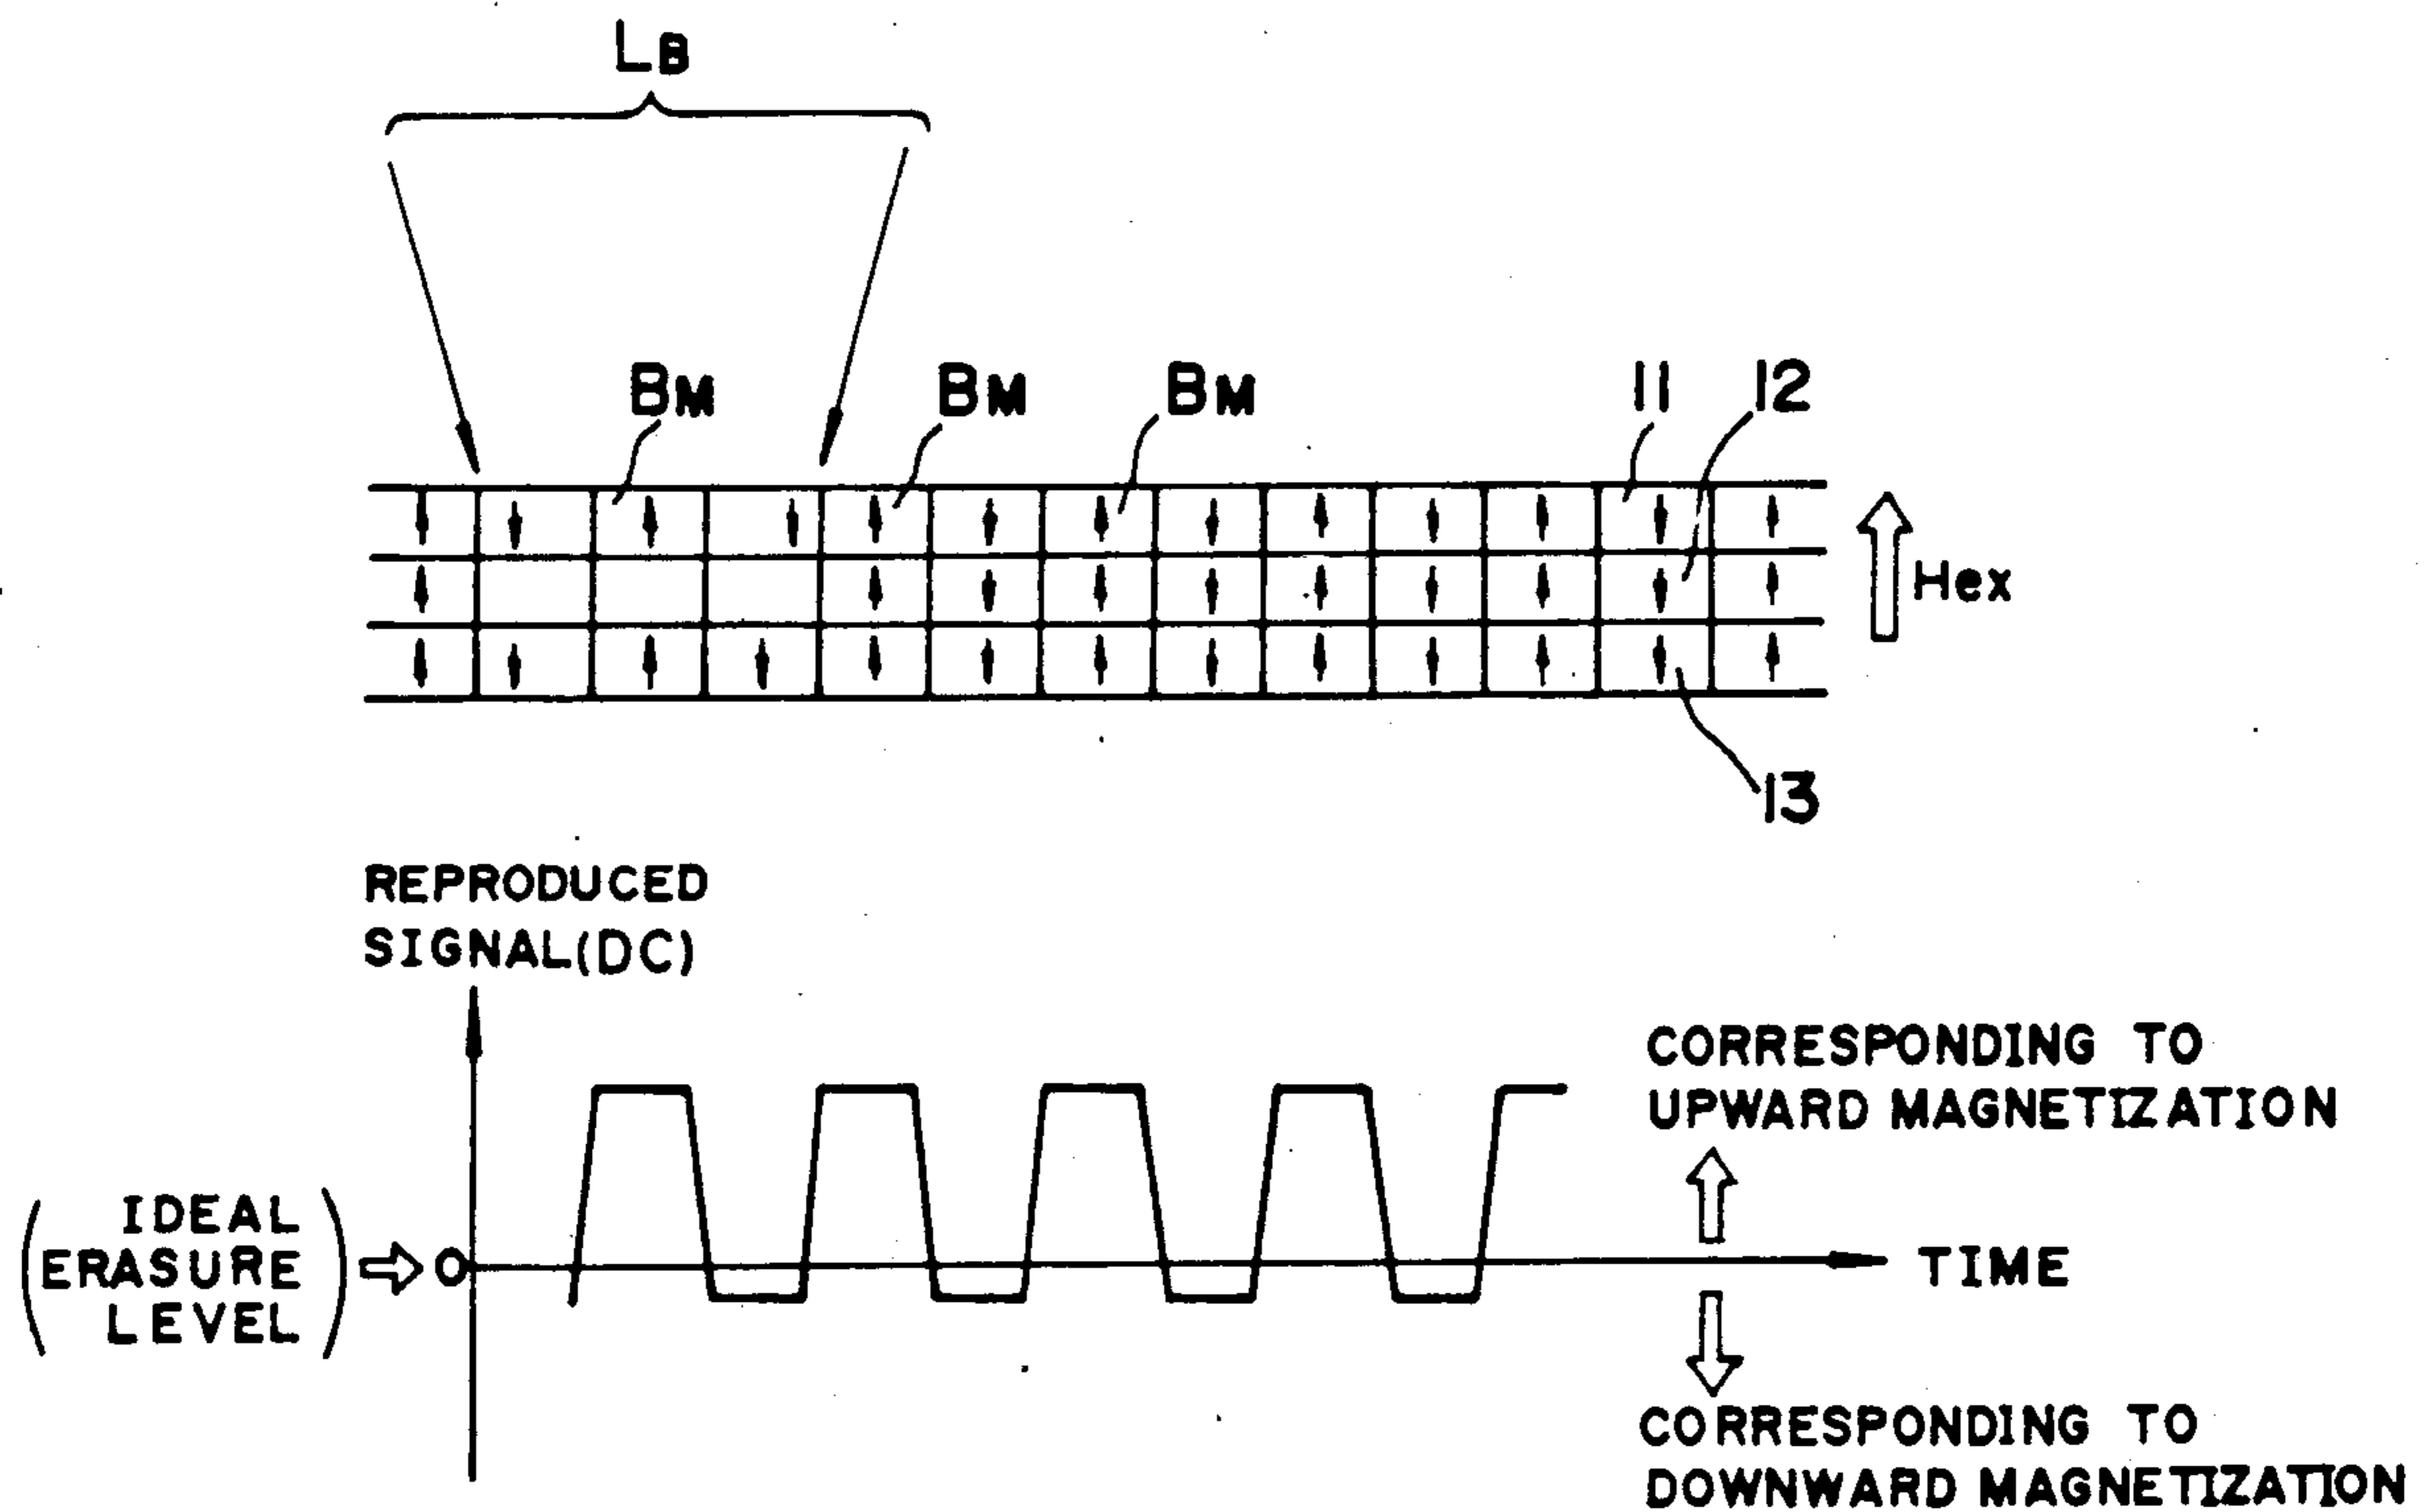 LB
BM BM BM 11 12
Hex
13
REPRODUCED
SIGNAL(DC)
CORRESPONDING TO
UPWARD MAGNETIZATION
IDEAL
ERASURE
LEVEL
0
TIME
CORRESPONDING TO
DOWNWARD MAGNETIZATION